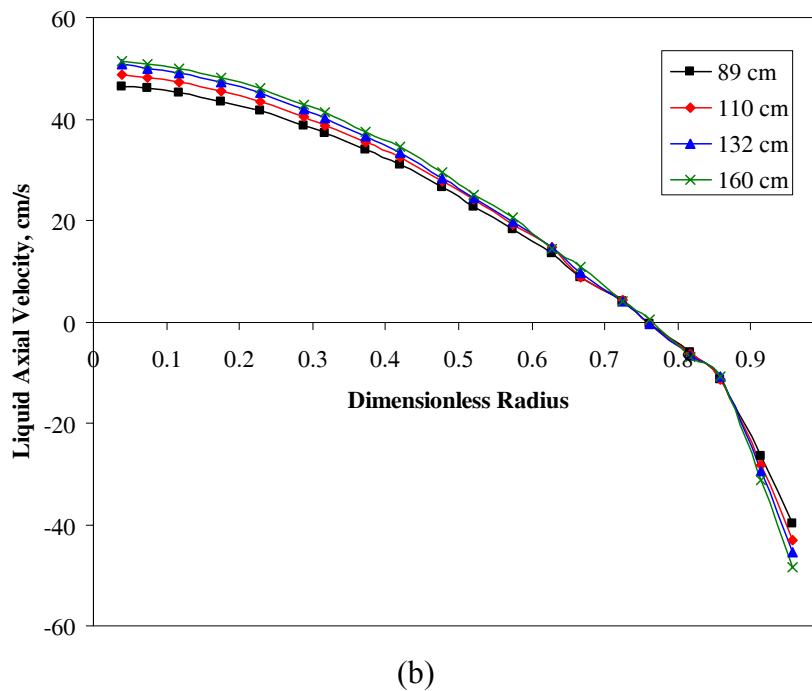 60
40
20
0
-20
-40
-60
0 0.1 0.2 0.3 0.4 0.5 0.6 0.7 0.8 0.9
Dimensionless Radius
Liquid Axial Velocity, cm/s
89 cm
110 cm
132 cm
160 cm
(b)